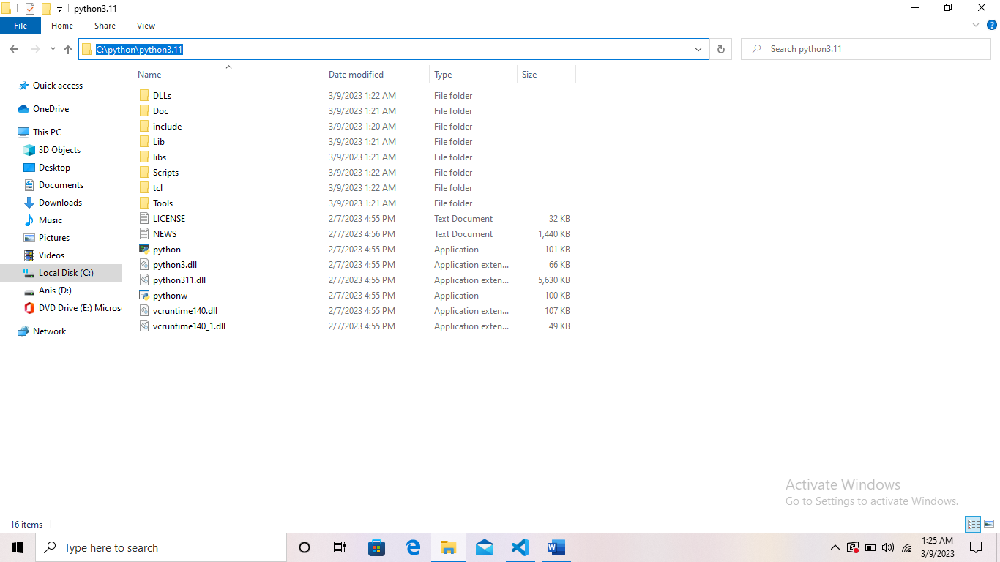 python3.11
File Home Share View
C:\python\python3.11 Search python3.11
Name Date modified Type Size
Quick access
OneDrive
This PC
3D Objects
Desktop
Documents
Downloads
Music
Pictures
Videos
Local Disk (C:)
Anis (D:)
DVD Drive (E:) Microso
Network
DLLs 3/9/2023 1:22 AM File folder
Doc 3/9/2023 1:21 AM File folder
include 3/9/2023 1:20 AM File folder
Lib 3/9/2023 1:21 AM File folder
libs 3/9/2023 1:21 AM File folder
Scripts 3/9/2023 1:22 AM File folder
tcl 3/9/2023 1:22 AM File folder
Tools 3/9/2023 1:21 AM File folder
LICENSE 2/7/2023 4:55 PM Text Document 32 KB
NEWS 2/7/2023 4:56 PM Text Document 1,440 KB
python 2/7/2023 4:55 PM Application 101 KB
python3.dll 2/7/2023 4:55 PM Application exten... 66 KB
python311.dll 2/7/2023 4:55 PM Application exten... 5,630 KB
pythonw 2/7/2023 4:55 PM Application 100 KB
vcruntime140.dll 2/7/2023 4:55 PM Application exten... 107 KB
vcruntime140_1.dll 2/7/2023 4:55 PM Application exten... 49 KB
Activate Windows
Go to Settings to activate Windows.
16 items
Type here to search
1:25 AM
3/9/2023